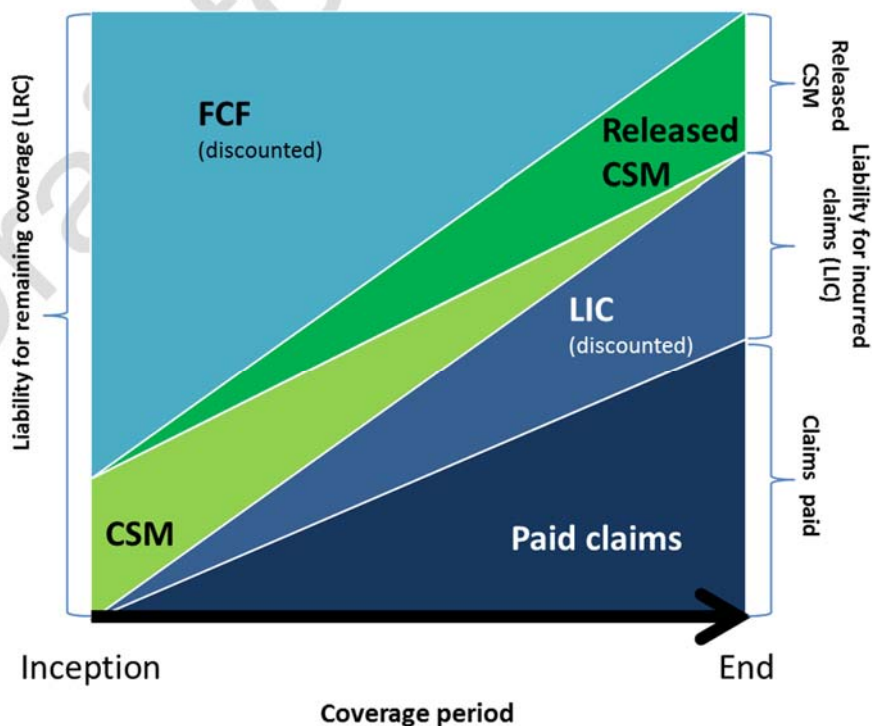 Liability for remaining coverage (LRC)
FCF
(discounted)
Released
CSM
CSM
LIC
(discounted)
Paid claims
Released
CSM
Liability for incurred
claims (LIC)
Claims paid
Inception
End
Coverage period